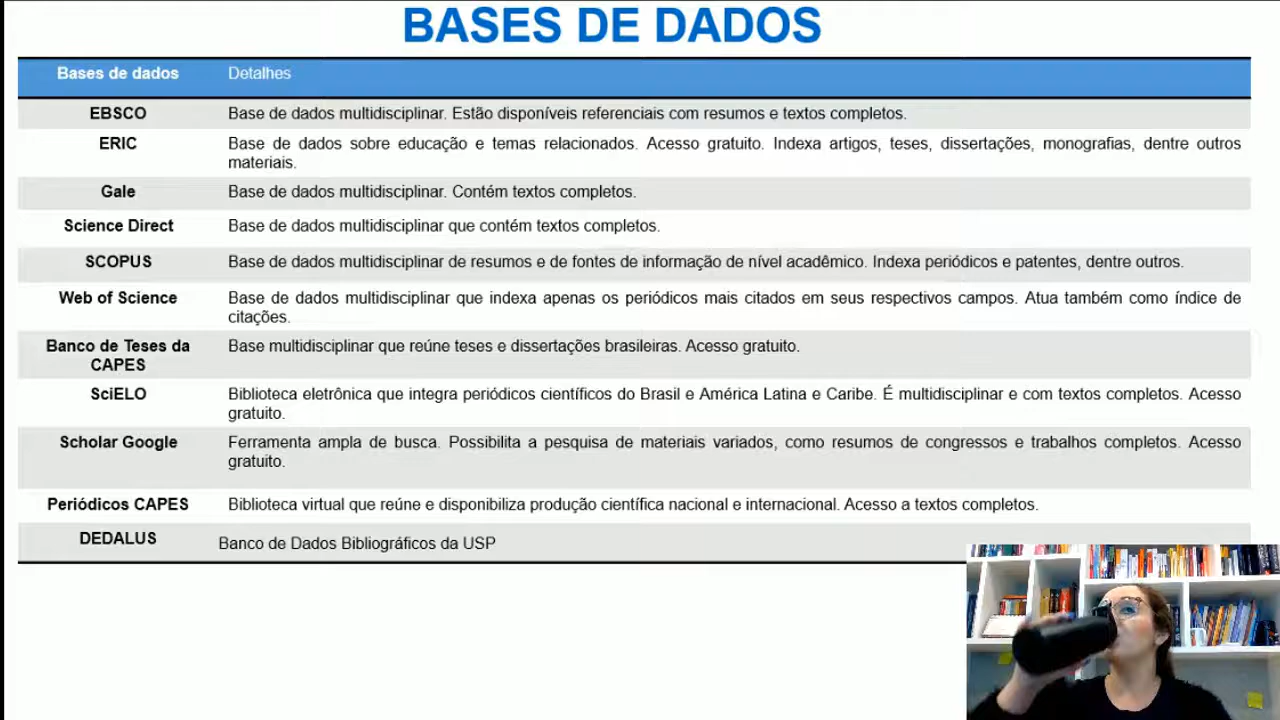 BASES DE DADOS
Bases de dados Detalhes
EBSCO Base de dados multidisciplinar. Estão disponíveis referenciais com resumos e textos completos.
ERIC Base de dados sobre educação e temas relacionados. Acesso gratuito. Indexa artigos, teses, dissertações, monografias, dentre outros
materiais.
Gale Base de dados multidisciplinar. Contém textos completos.
Science Direct Base de dados multidisciplinar que contém textos completos.
SCOPUS Base de dados multidisciplinar de resumos e de fontes de informação de nível acadêmico. Indexa periódicos e patentes, dentre outros.
Web of Science Base de dados multidisciplinar que indexa apenas os periódicos mais citados em seus respectivos campos. Atua também como índice de
citações.
Banco de Teses da Base multidisciplinar que reúne teses e dissertações brasileiras. Acesso gratuito.
CAPES
SciELO Biblioteca eletrônica que integra periódicos científicos do Brasil e América Latina e Caribe. É multidisciplinar e com textos completos. Acesso
gratuito.
Scholar Google Ferramenta ampla de busca. Possibilita a pesquisa de materiais variados, como resumos de congressos e trabalhos completos. Acesso
gratuito.
Periódicos CAPES Biblioteca virtual que reúne e disponibiliza produção científica nacional e internacional. Acesso a textos completos.
DEDALUS Banco de Dados Bibliográficos da USP